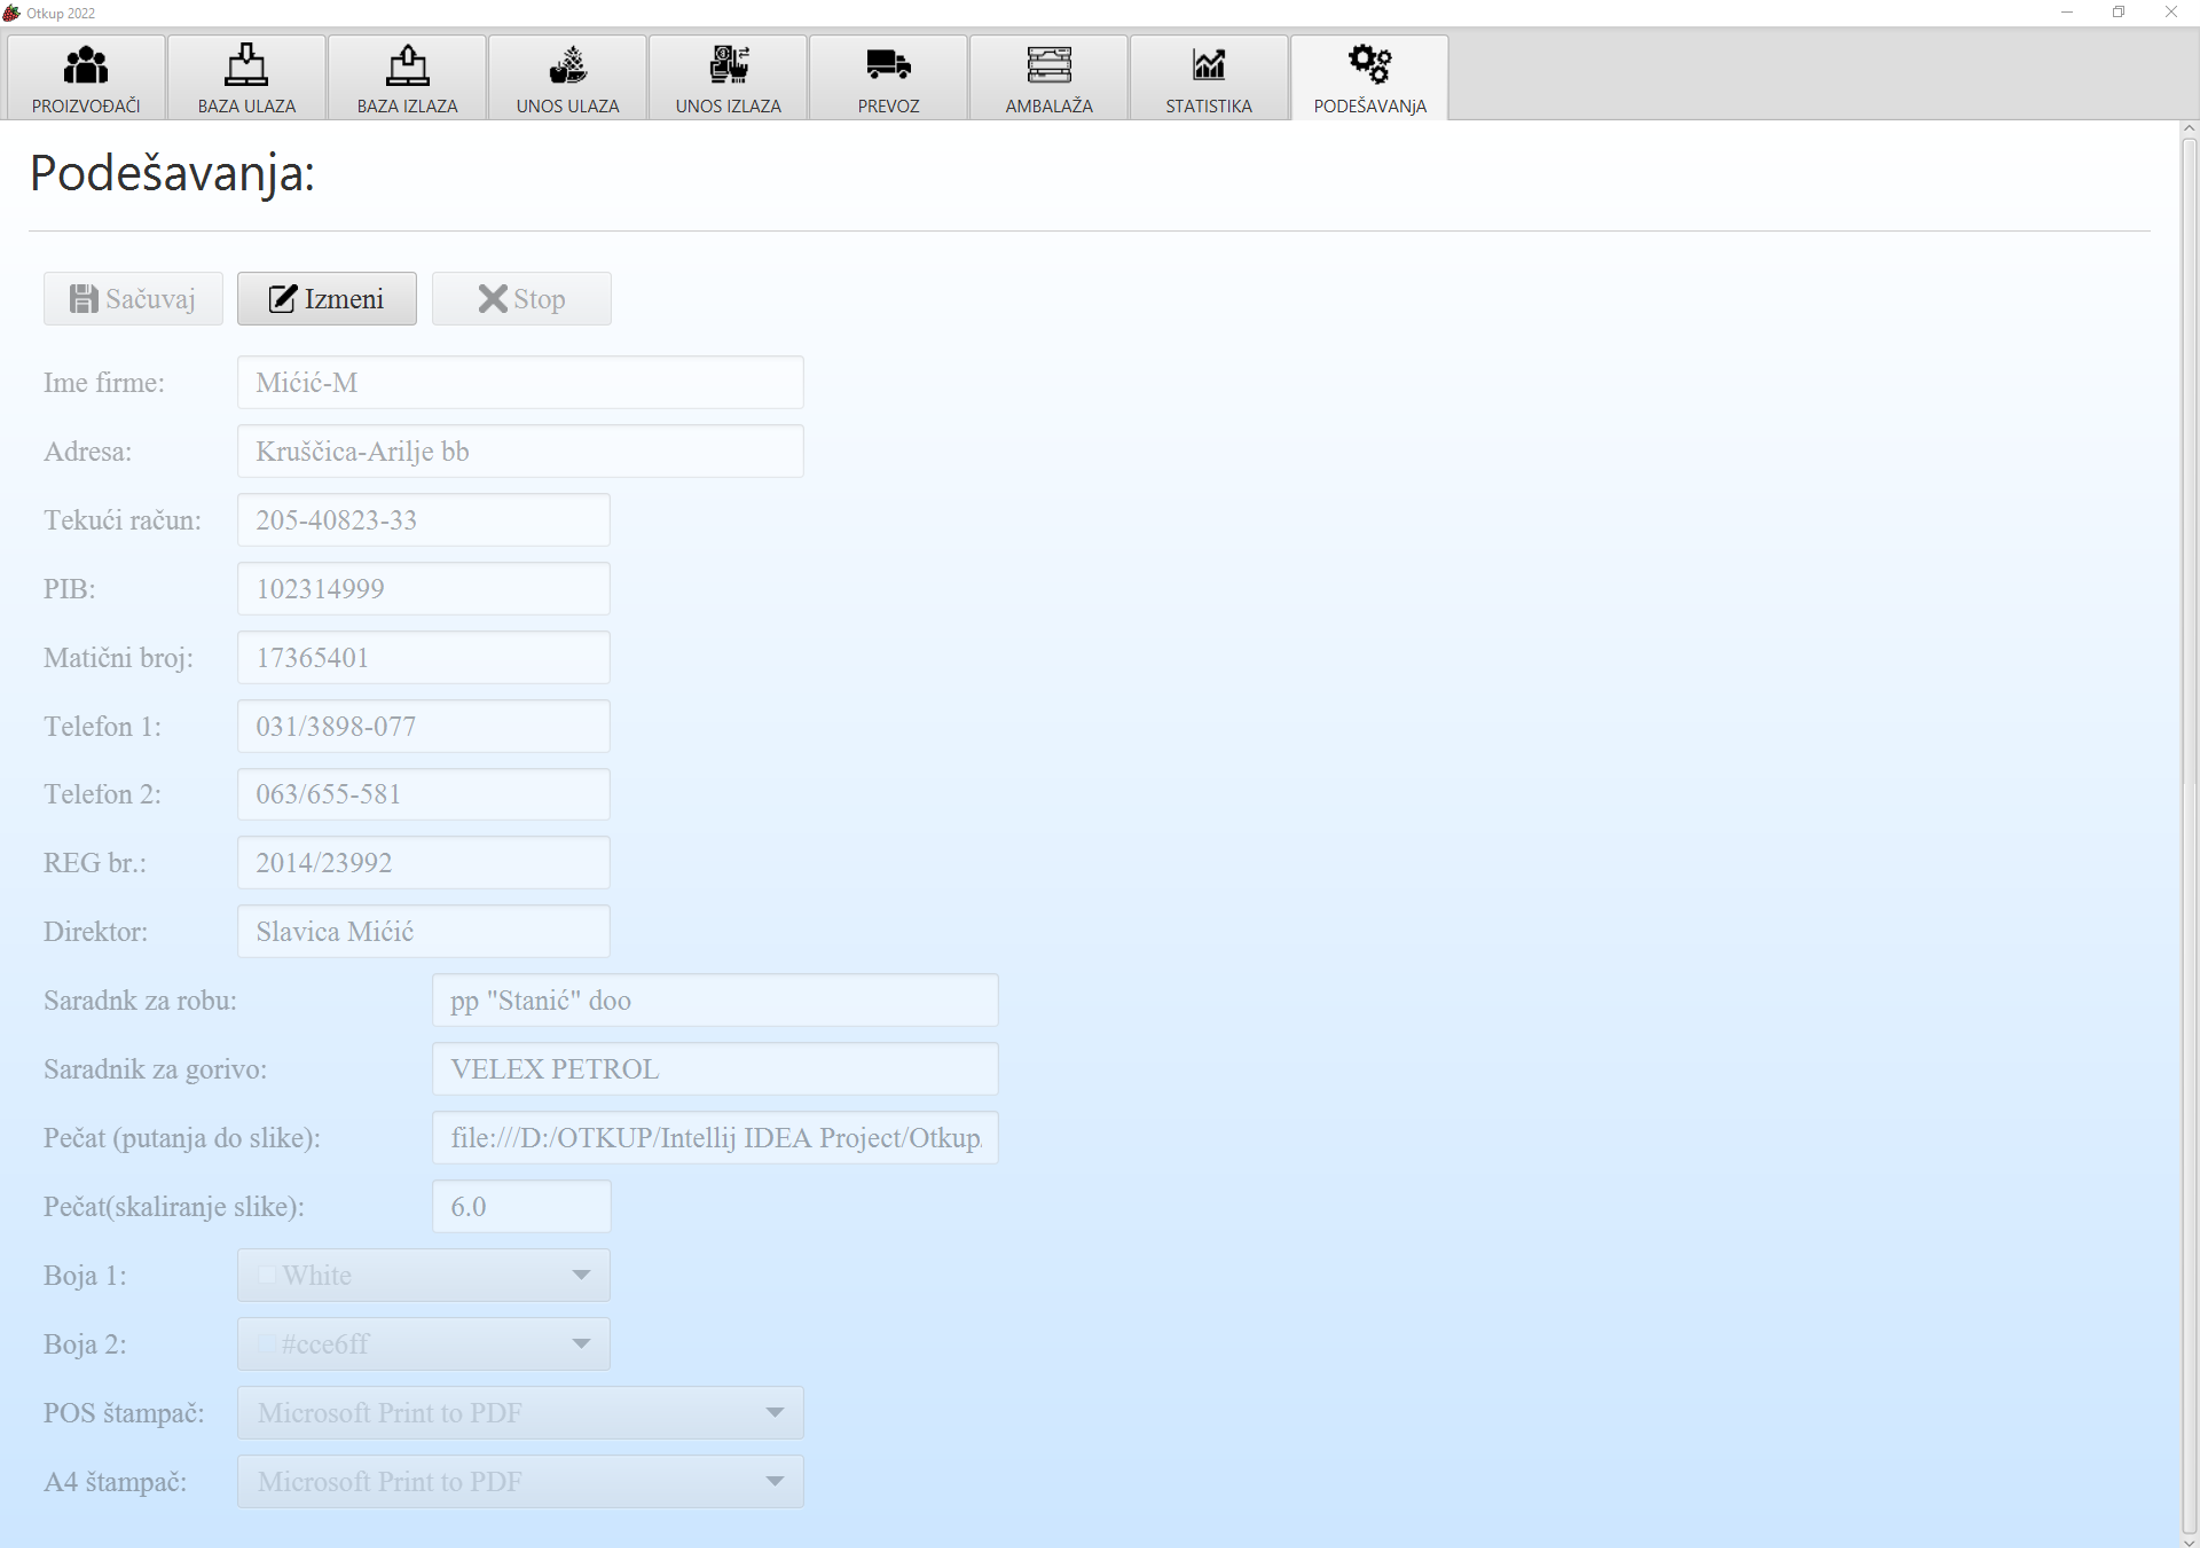 Otkup 2022
PROIZVOĐAČI
BAZA ULAZA
BAZA IZLAZA
UNOS ULAZA
UNOS IZLAZA
PREVOZ
AMBALAŽA
STATISTIKA
PODEŠAVANjA
Podešavanja:
Sačuvaj
Izmeni
Stop
Ime firme: Mićić-M
Adresa: Kruščica-Arilje bb
Tekući račun: 205-40823-33
PIB: 102314999
Matični broj: 17365401
Telefon 1: 031/3898-077
Telefon 2: 063/655-581
REG br.: 2014/23992
Direktor: Slavica Mićić
Saradnk za robu: pp "Stanić" doo
Saradnik za gorivo: VELEX PETROL
Pečat (putanja do slike): file:///D:/OTKUP/Intellij IDEA Project/Otkup
Pečat(skaliranje slike): 6.0
Boja 1: White
Boja 2: #cce6ff
POS štampač: Microsoft Print to PDF
A4 štampač: Microsoft Print to PDF